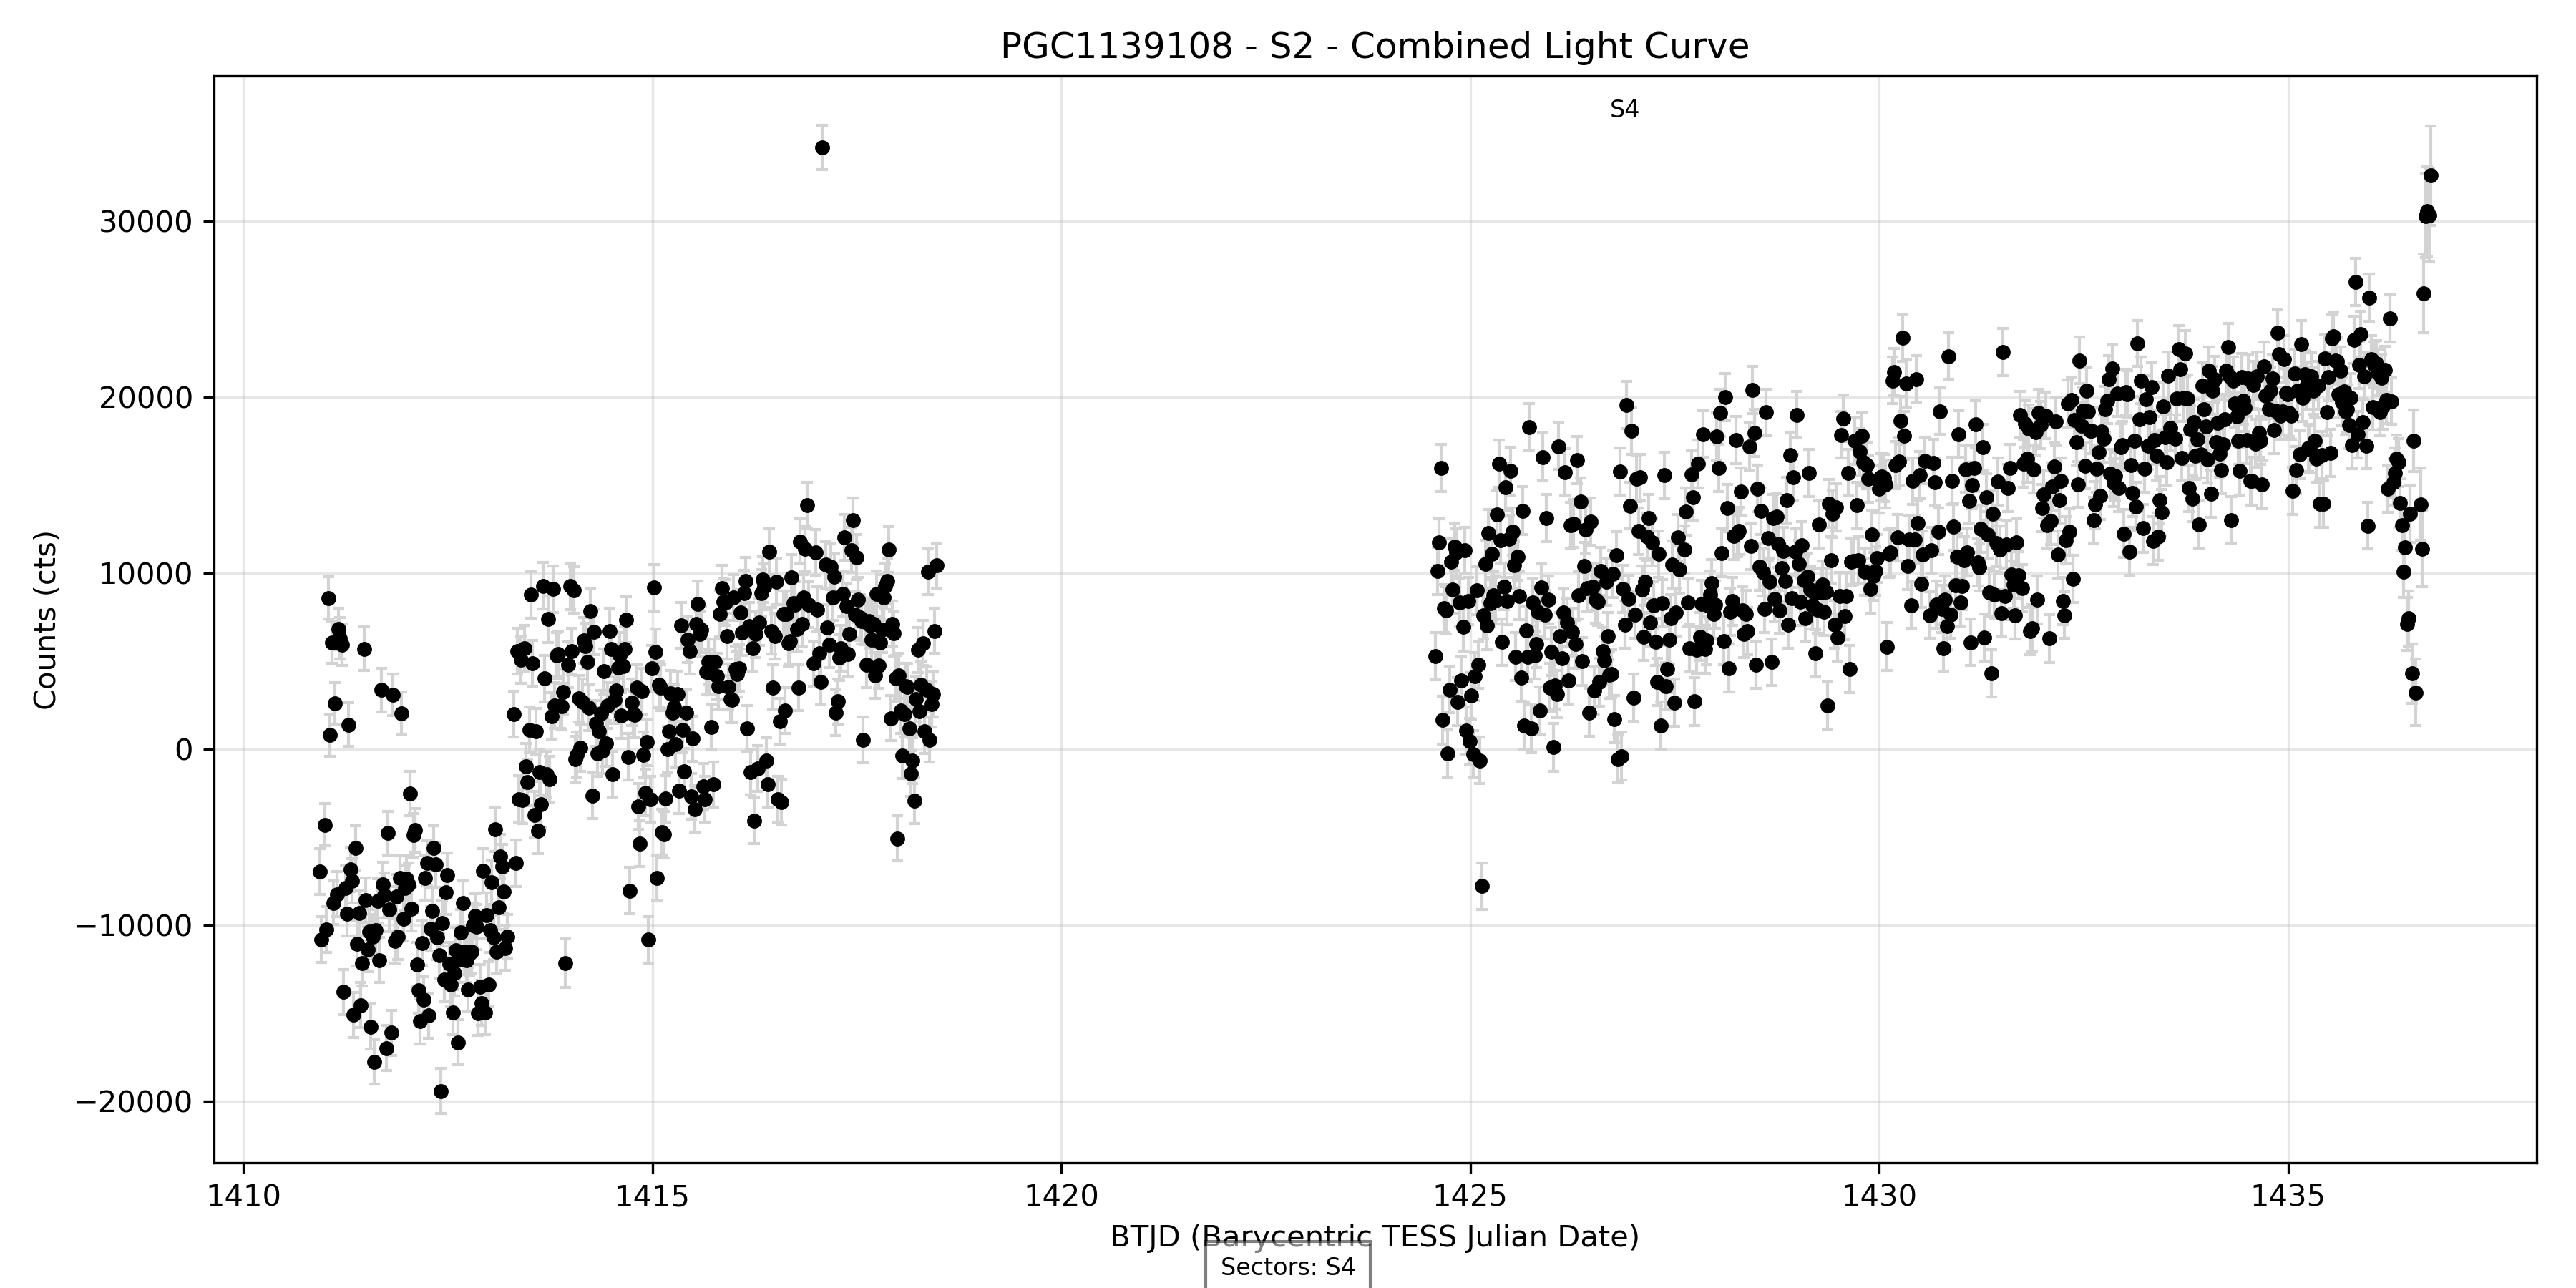 PGC1139108 - S2 - Combined Light Curve
S4
Counts (cts)
30000
20000
10000
0
−10000
−20000
1410
1415
1420
1425
1430
1435
BTJD (Barycentric TESS Julian Date)
Sectors: S4